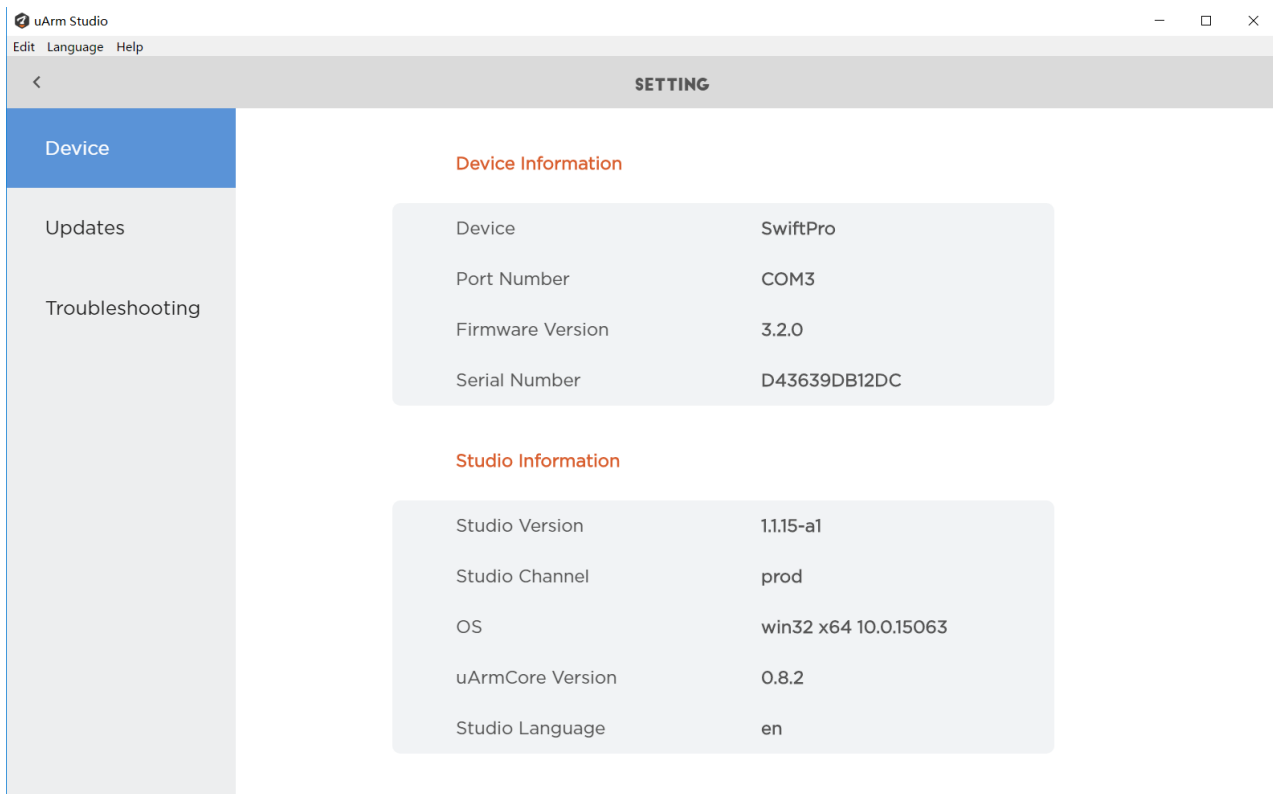 uArm Studio
Edit Language Help
SETTING
Device
Updates
Troubleshooting
Device Information
Device SwiftPro
Port Number COM3
Firmware Version 3.2.0
Serial Number D43639DB12DC
Studio Information
Studio Version 1.1.15-a1
Studio Channel prod
OS win32 x64 10.0.15063
uArmCore Version 0.8.2
Studio Language en